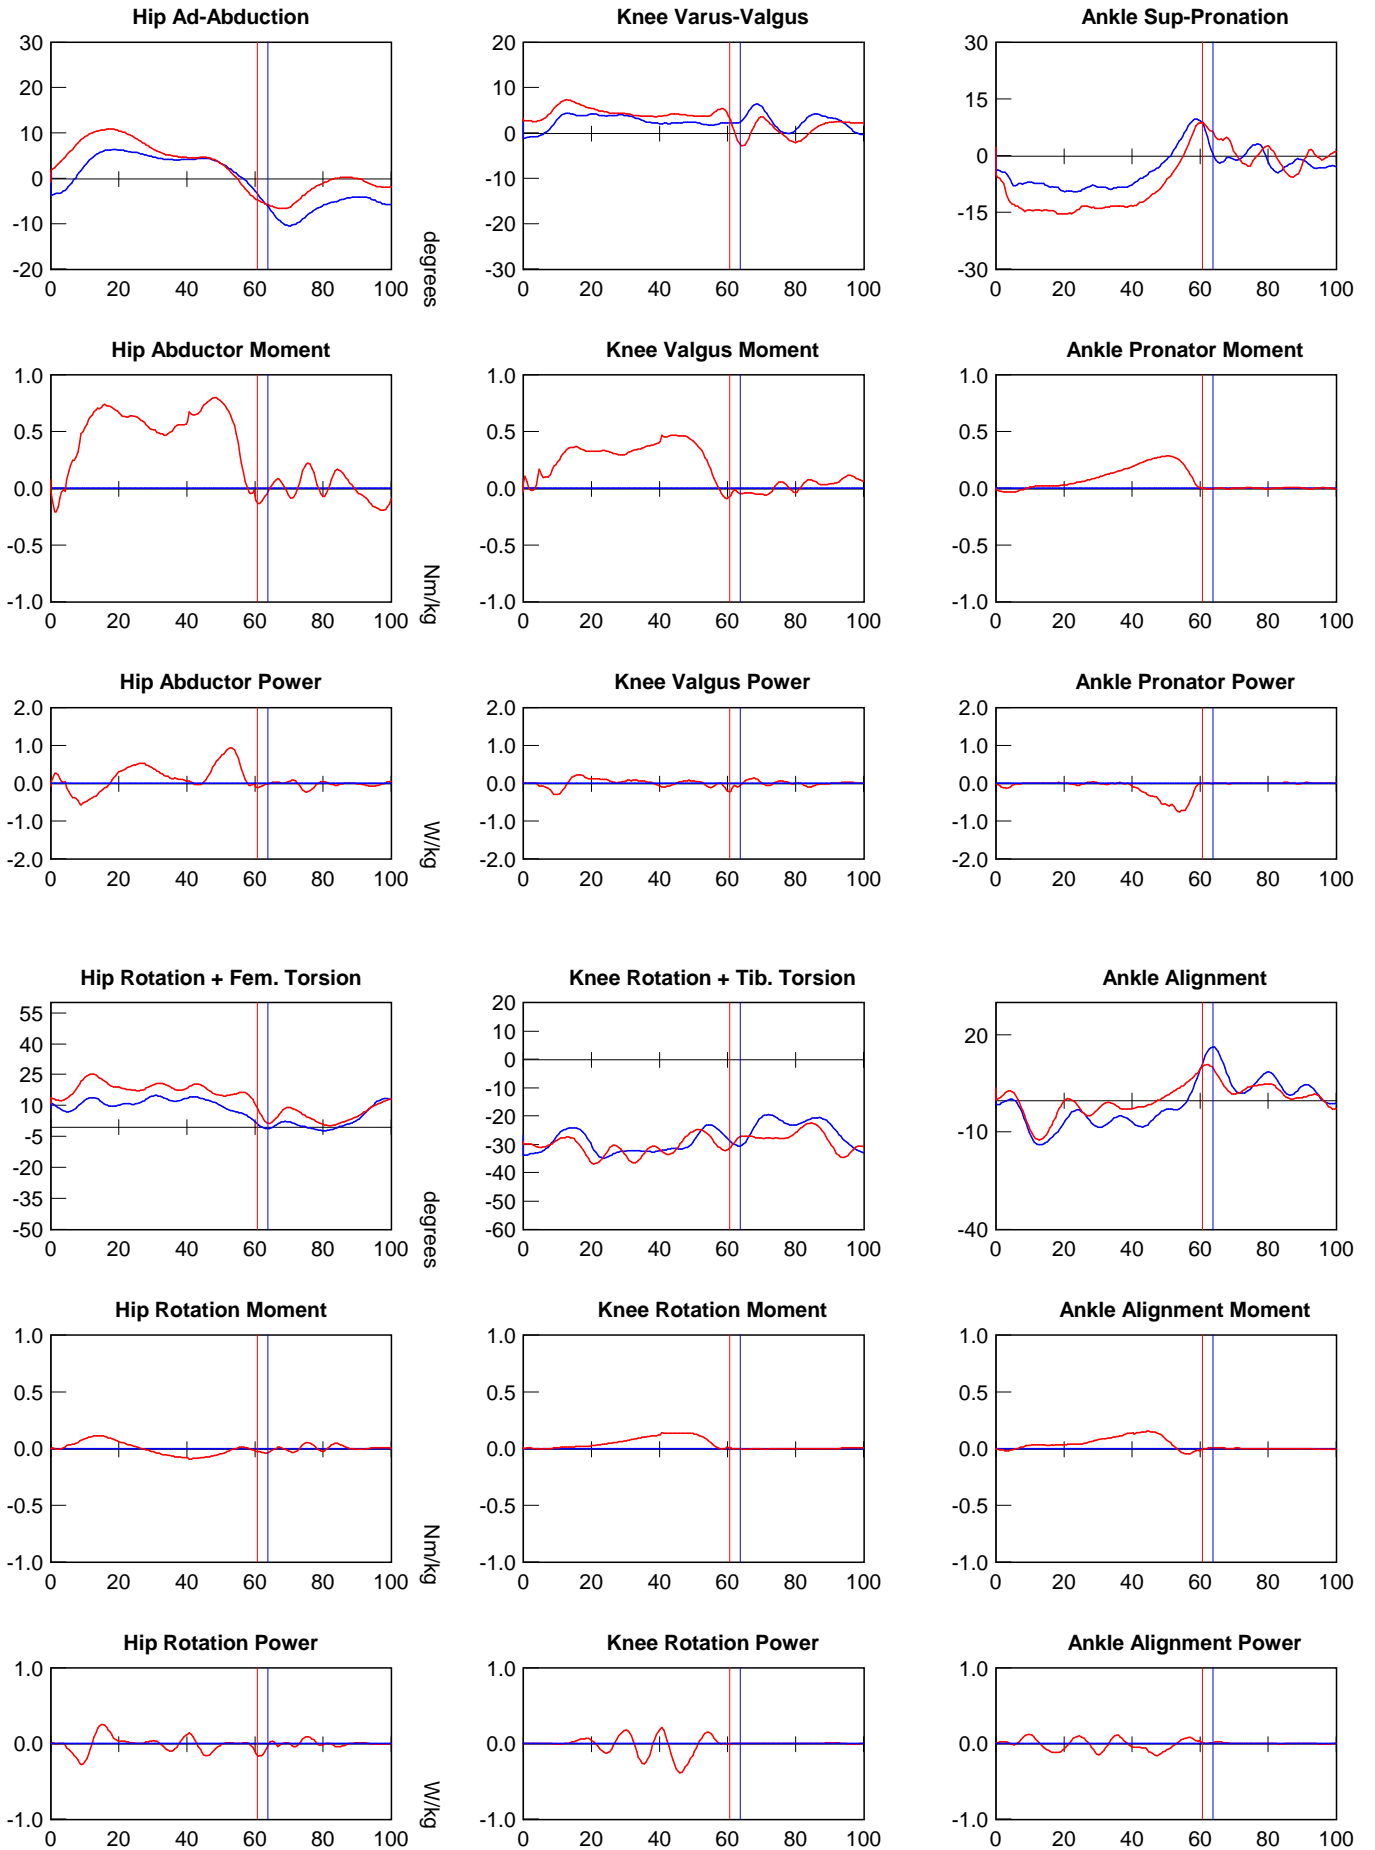 Hip Ad-Abduction Knee Varus-Valgus Ankle Sup-Pronation
30 20 30
20 10 15
10 0 0
0 -10 -15
-10 -20 -30
-20 -30
degrees
0 20 40 60 80 100 0 20 40 60 80 100 0 20 40 60 80 100
Hip Abductor Moment Knee Valgus Moment Ankle Pronator Moment
1.0 1.0 1.0
0.5 0.5 0.5
0.0 0.0 0.0
-0.5 -0.5 -0.5
-1.0 -1.0 -1.0
Nm/kg
0 20 40 60 80 100 0 20 40 60 80 100 0 20 40 60 80 100
Hip Abductor Power Knee Valgus Power Ankle Pronator Power
2.0 2.0 2.0
1.0 1.0 1.0
0.0 0.0 0.0
-1.0 -1.0 -1.0
-2.0 -2.0 -2.0
W/kg
0 20 40 60 80 100 0 20 40 60 80 100 0 20 40 60 80 100
Hip Rotation + Fem. Torsion Knee Rotation + Tib. Torsion Ankle Alignment
55 20 20
40 10 -10
25 0 -40
10 -10
-5 -20
-20 -30
-35 -40
-50 -50
-60
degrees
0 20 40 60 80 100 0 20 40 60 80 100 0 20 40 60 80 100
Hip Rotation Moment Knee Rotation Moment Ankle Alignment Moment
1.0 1.0 1.0
0.5 0.5 0.5
0.0 0.0 0.0
-0.5 -0.5 -0.5
-1.0 -1.0 -1.0
Nm/kg
0 20 40 60 80 100 0 20 40 60 80 100 0 20 40 60 80 100
Hip Rotation Power Knee Rotation Power Ankle Alignment Power
1.0 1.0 1.0
0.0 0.0 0.0
-1.0 -1.0 -1.0
W/kg
0 20 40 60 80 100 0 20 40 60 80 100 0 20 40 60 80 100